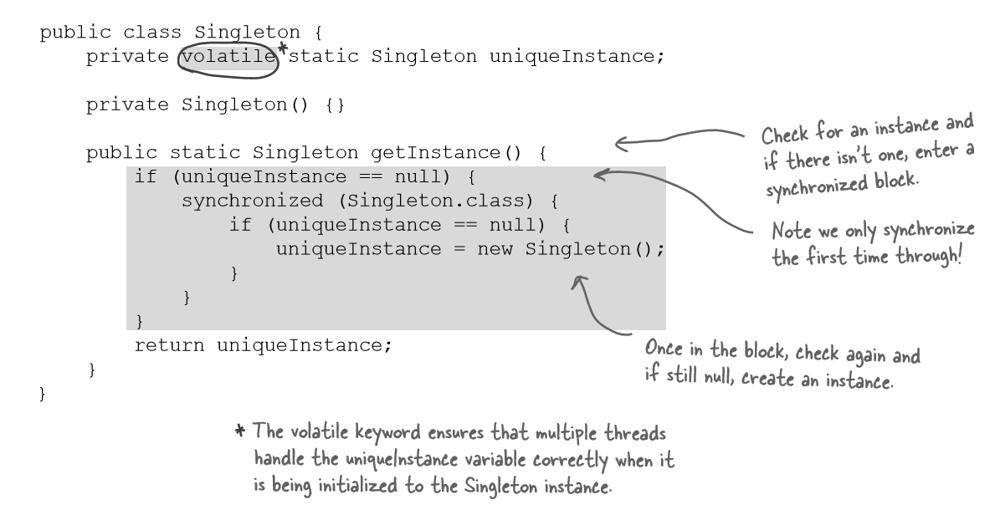 public class Singleton {
    private volatile* static Singleton uniqueInstance;
    private Singleton() {}
    public static Singleton getInstance() {
        if (uniqueInstance == null) {
            synchronized (Singleton.class) {
                if (uniqueInstance == null) {
                    uniqueInstance = new Singleton();
                }
            }
        }
        return uniqueInstance;
    }
}
Check for an instance and
if there isn't one, enter a
synchronized block.
Note we only synchronize
the first time through!
Once in the block, check again and
if still null, create an instance.
* The volatile keyword ensures that multiple threads
handle the uniqueInstance variable correctly when it
is being initialized to the Singleton instance.